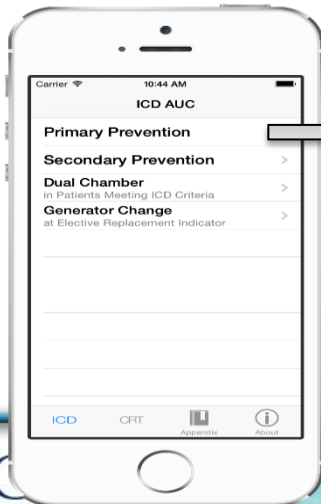 Carrier 10:44 AM
ICD AUC
Primary Prevention
Secondary Prevention
Dual Chamber
in Patients Meeting ICD Criteria
Generator Change
at Elective Replacement Indicator
ICD CRT Appendix About